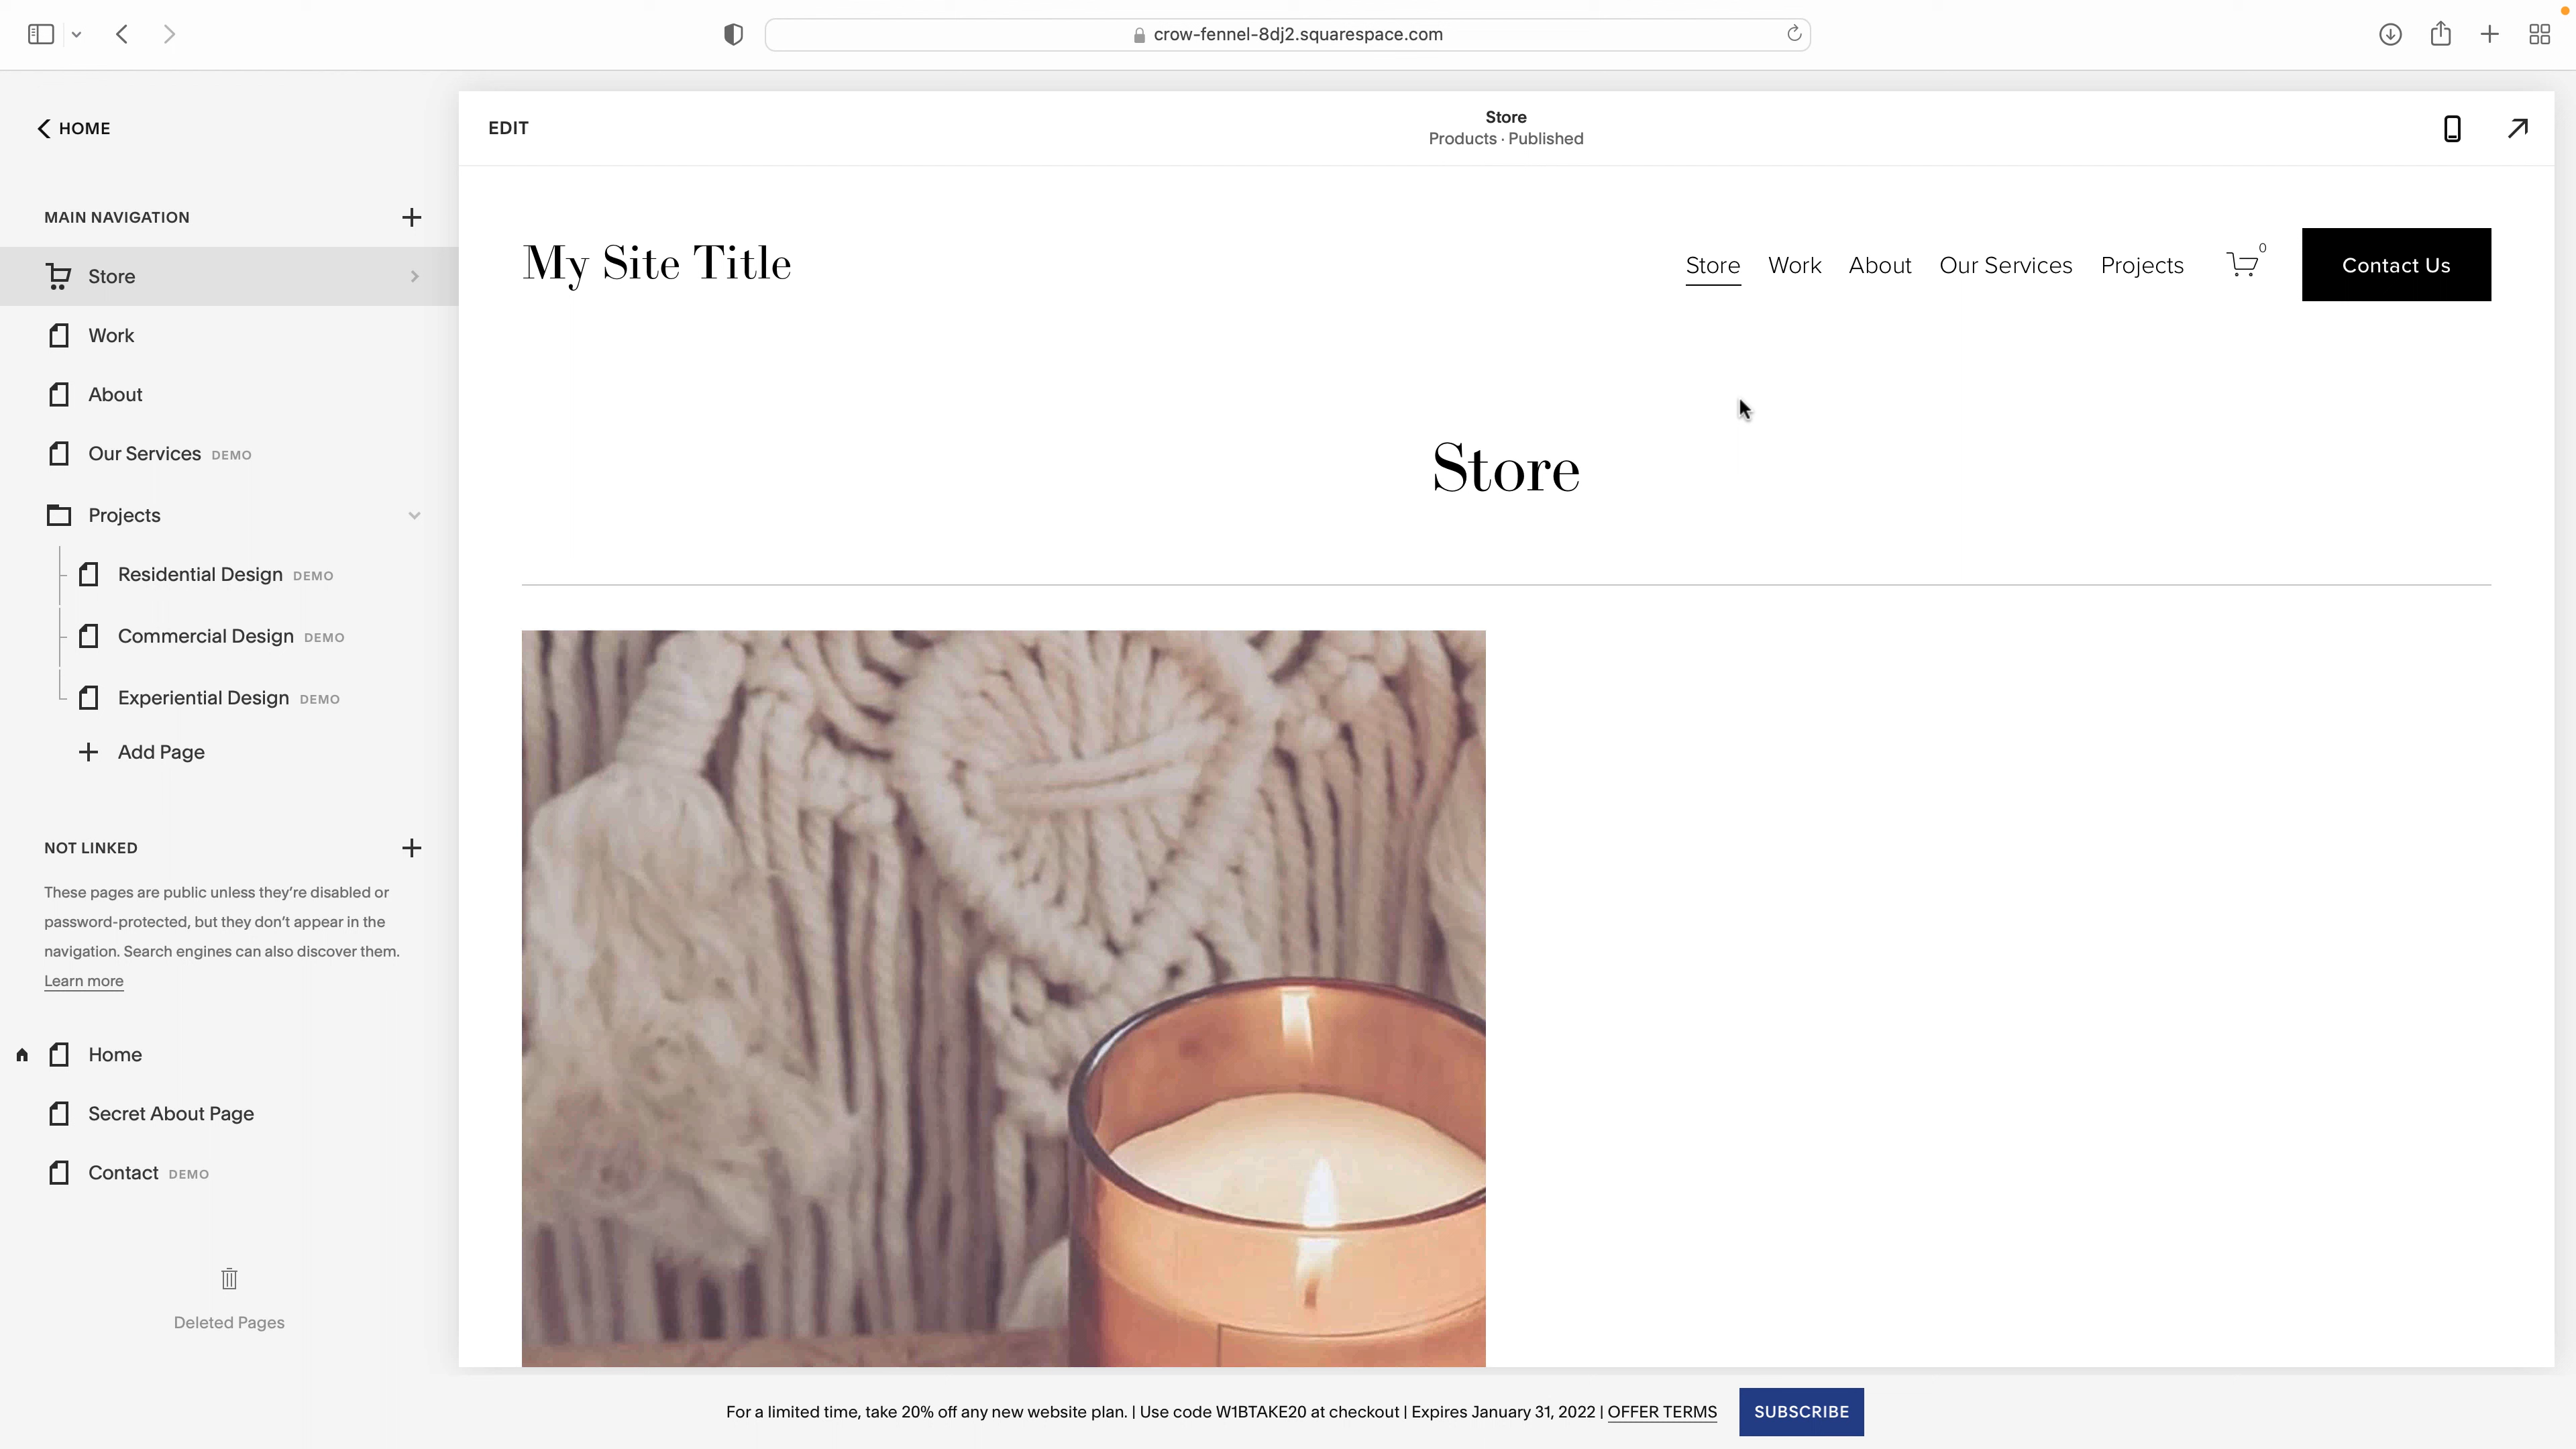 crow-fennel-8dj2.squarespace.com
HOME
MAIN NAVIGATION
Store
Work
About
Our Services DEMO
Projects
Residential Design DEMO
Commercial Design DEMO
Experiential Design DEMO
Add Page
NOT LINKED
These pages are public unless they’re disabled or
password-protected, but they don’t appear in the
navigation. Search engines can also discover them.
Learn more
Home
Secret About Page
Contact DEMO
Deleted Pages
EDIT
Store
Products · Published
My Site Title
Store Work About Our Services Projects 0 Contact Us
Store
For a limited time, take 20% off any new website plan. | Use code W1BTAKE20 at checkout | Expires January 31, 2022 | OFFER TERMS SUBSCRIBE